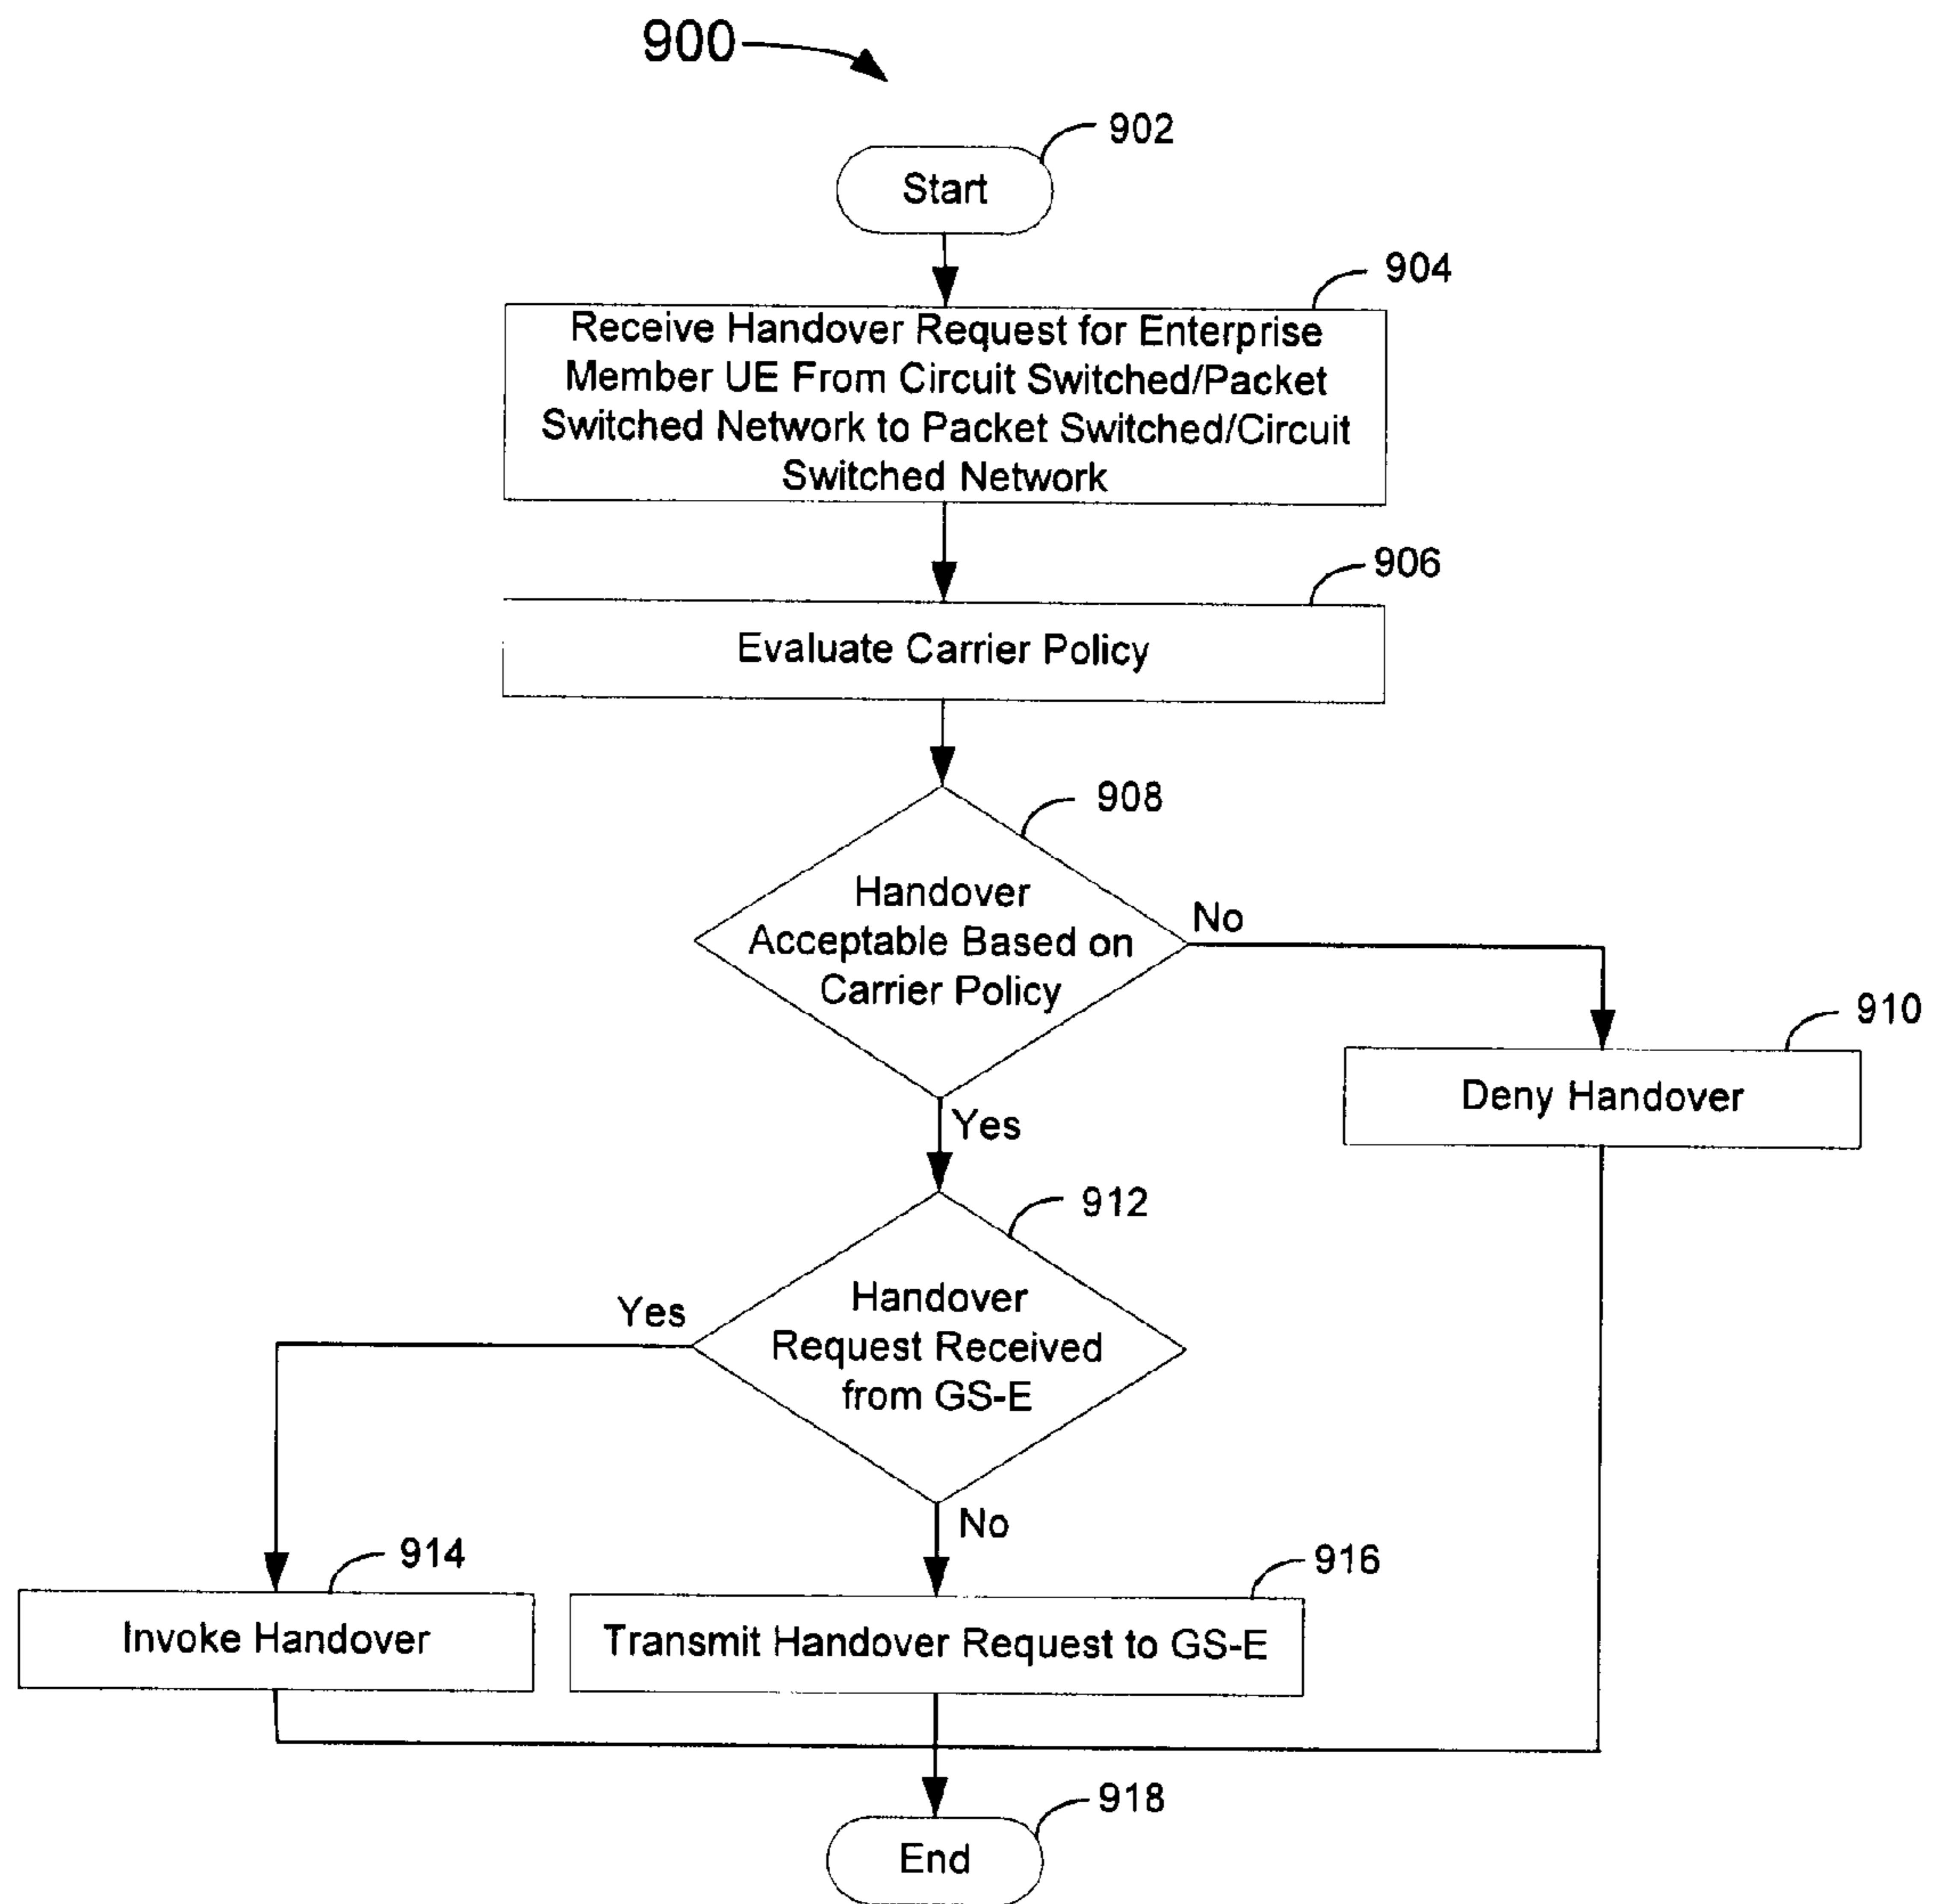 900
902
Start
904
Receive Handover Request for Enterprise
Member UE From Circuit Switched/Packet
Switched Network to Packet Switched/Circuit
Switched Network
906
Evaluate Carrier Policy
908
Handover
Acceptable Based on
Carrier Policy
No
910
Deny Handover
Yes
912
Handover
Request Received
from GS-E
Yes
No
914
Invoke Handover
916
Transmit Handover Request to GS-E
918
End